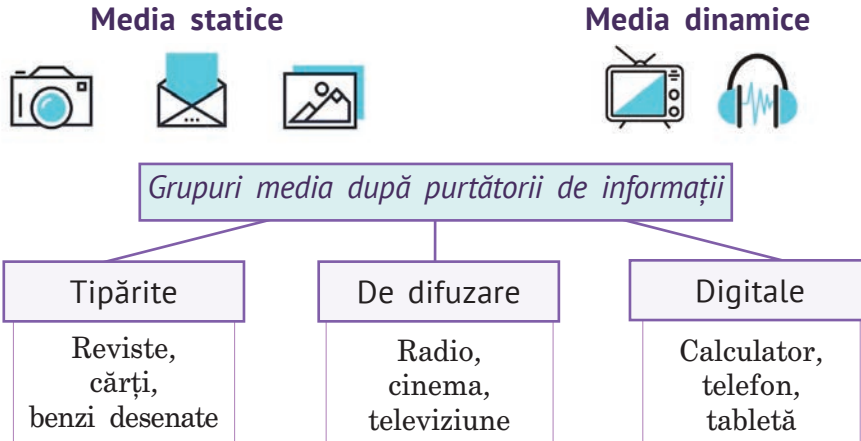 Media statice
Media dinamice
Grupuri media după purtătorii de informații
Tipărite
Reviste,
cărți,
benzi desenate
De difuzare
Radio,
cinema,
televiziune
Digitale
Calculator,
telefon,
tabletă